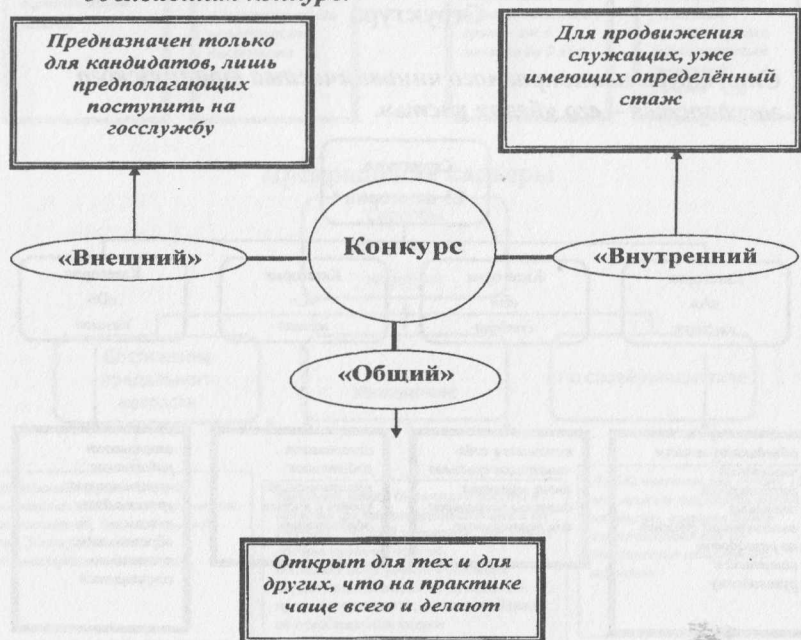 Предназначен
для кандидатов, лишь
предполагающих
поступить на
госслужбу
Для продвижения
служащих, уже
имеющих определённый
стаж
Конкурс
«Внешний»
«Внутренний
«Общий»
Открыт для тех и для
других, что на практике
чаще всего и делают